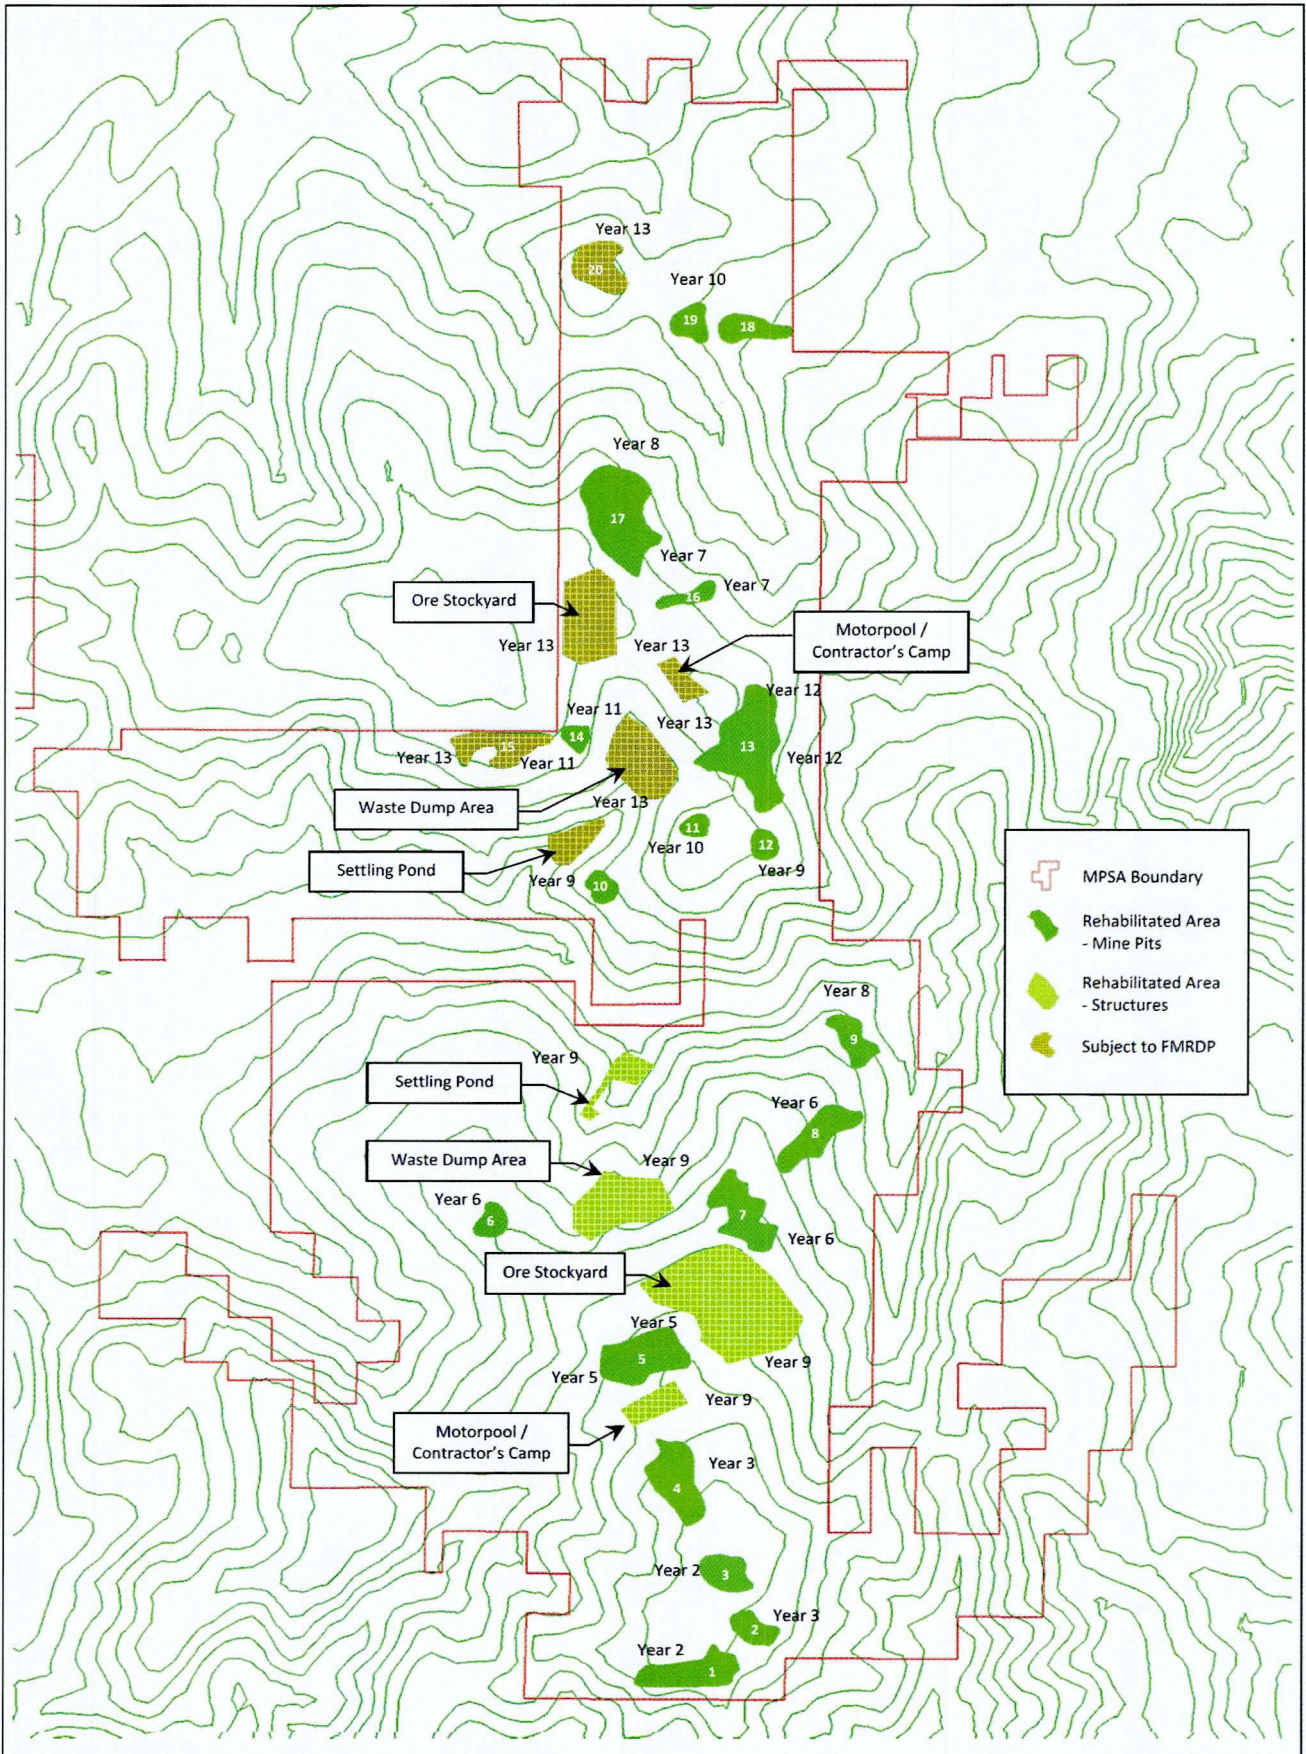 Year 13
20
Year 10
19
18
Year 8
17
Year 7
Year 7
16
Ore Stockyard
Year 13
Year 13
Motorpool /
Contractor's Camp
Year 12
Year 11
14
Year 13
13
Year 13
15
Year 11
Year 12
Waste Dump Area
Year 13
11
Year 10
12
Settling Pond
Year 9
10
Year 9
MPSA Boundary
Rehabilitated Area
- Mine Pits
Rehabilitated Area
- Structures
Subject to FMRDP
Year 8
9
Year 9
Settling Pond
Year 6
8
Waste Dump Area
Year 9
Year 6
6
7
Year 6
Ore Stockyard
Year 5
5
Year 5
Year 9
Year 9
Motorpool /
Contractor's Camp
Year 3
4
Year 2
3
Year 3
2
Year 2
1